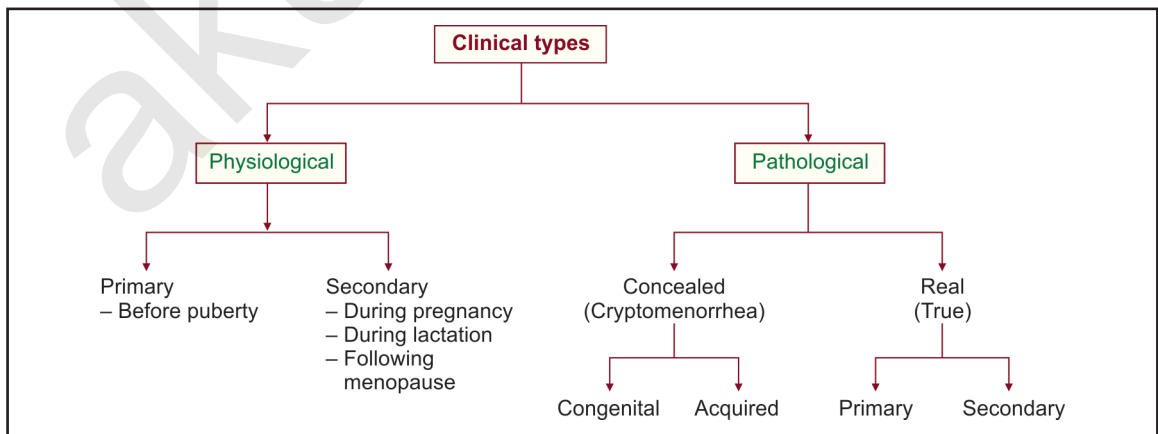 Clinical types
Physiological
Pathological
Primary
– Before puberty
Secondary
– During pregnancy
– During lactation
– Following
menopause
Concealed
(Cryptomenorrhea)
Real
(True)
Congenital
Acquired
Primary
Secondary